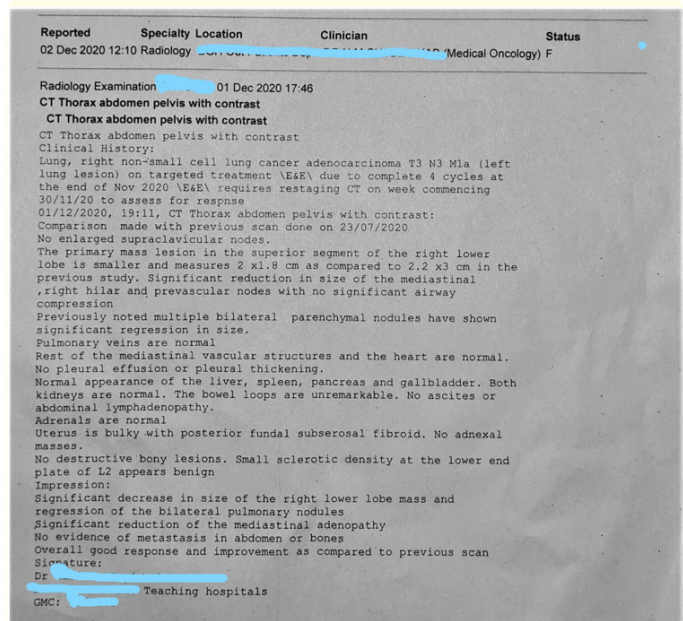 Reported Specialty Location Clinician Status
02 Dec 2020 12:10 Radiology (Medical Oncology) F
Radiology Examination 01 Dec 2020 17:46
CT Thorax abdomen pelvis with contrast
CT Thorax abdomen pelvis with contrast
CT Thorax abdomen pelvis with contrast
Clinical History:
Lung, right non-small cell lung cancer adenocarcinoma T3 N3 M1a (left
lung lesion) on targeted treatment \E&E\ due to complete 4 cycles at
the end of Nov 2020 \E&E\ requires restaging CT on week commencing
30/11/20 to assess for respnse
01/12/2020, 19:11, CT Thorax abdomen pelvis with contrast:
Comparison made with previous scan done on 23/07/2020
No enlarged supraclavicular nodes.
The primary mass lesion in the superior segment of the right lower
lobe is smaller and measures 2 x1.8 cm as compared to 2.2 x3 cm in the
previous study. Significant reduction in size of the mediastinal
,right hilar and prevascular nodes with no significant airway
compression
Previously noted multiple bilateral parenchymal nodules have shown
significant regression in size.
Pulmonary veins are normal
Rest of the mediastinal vascular structures and the heart are normal.
No pleural effusion or pleural thickening.
Normal appearance of the liver, spleen, pancreas and gallbladder. Both
kidneys are normal. The bowel loops are unremarkable. No ascites or
abdominal lymphadenopathy.
Adrenals are normal
Uterus is bulky with posterior fundal subserosal fibroid. No adnexal
masses.
No destructive bony lesions. Small sclerotic density at the lower end
plate of L2 appears benign
Impression:
Significant decrease in size of the right lower lobe mass and
regression of the bilateral pulmonary nodules
Significant reduction of the mediastinal adenopathy
No evidence of metastasis in abdomen or bones
Overall good response and improvement as compared to previous scan
Signature:
Dr
Teaching hospitals
GMC: